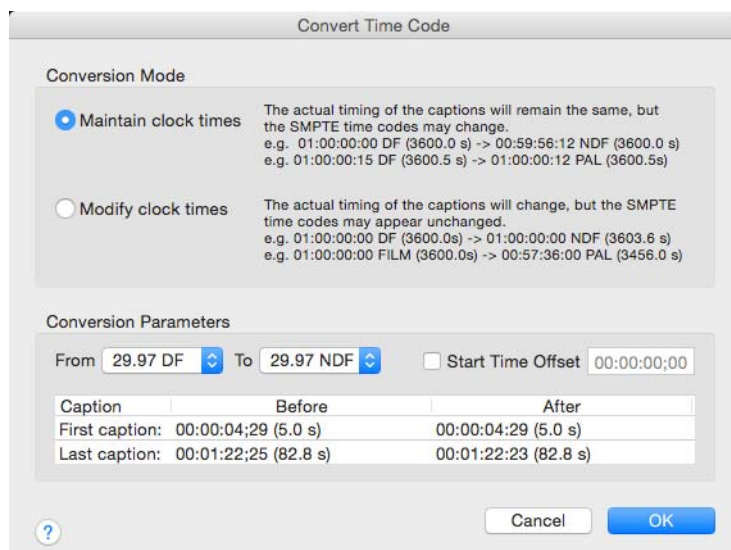 Convert Time Code
Conversion Mode
Maintain clock times
The actual timing of the captions will remain the same, but
the SMPTE time codes may change.
e.g. 01:00:00:00 DF (3600.0 s) -> 00:59:56:12 NDF (3600.0 s)
e.g. 01:00:00:15 DF (3600.5 s) -> 01:00:00:12 PAL (3600.5s)
Modify clock times
The actual timing of the captions will change, but the SMPTE
time codes may appear unchanged.
e.g. 01:00:00:00 DF (3600.0s) -> 01:00:00:00 NDF (3603.6 s)
e.g. 01:00:00:00 FILM (3600.0s) -> 00:57:36:00 PAL (3456.0 s)
Conversion Parameters
From 29.97 DF To 29.97 NDF Start Time Offset 00:00:00;00
Caption Before After
First caption: 00:00:04;29 (5.0 s) 00:00:04:29 (5.0 s)
Last caption: 00:01:22;25 (82.8 s) 00:01:22:23 (82.8 s)
? Cancel OK